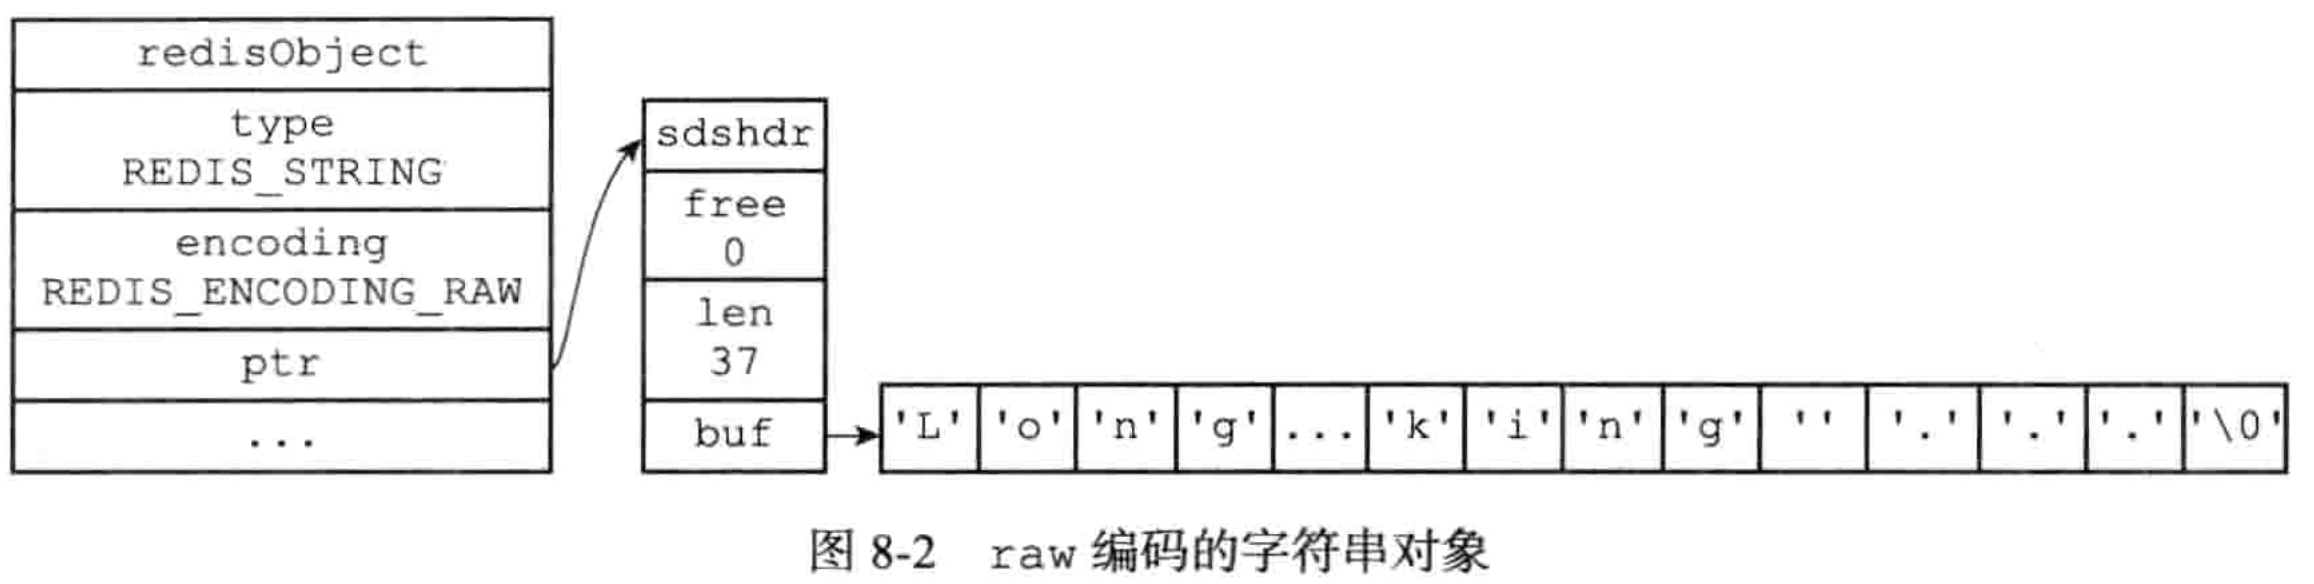 redisObject
type
REDIS_STRING
encoding
REDIS_ENCODING_RAW
ptr
...
sdshdr
free
0
len
37
buf
'L' 'o' 'n' 'g' ... 'k' 'i' 'n' 'g' '' '.' '.' '.' '\0'
图 8-2 raw 编码的字符串对象